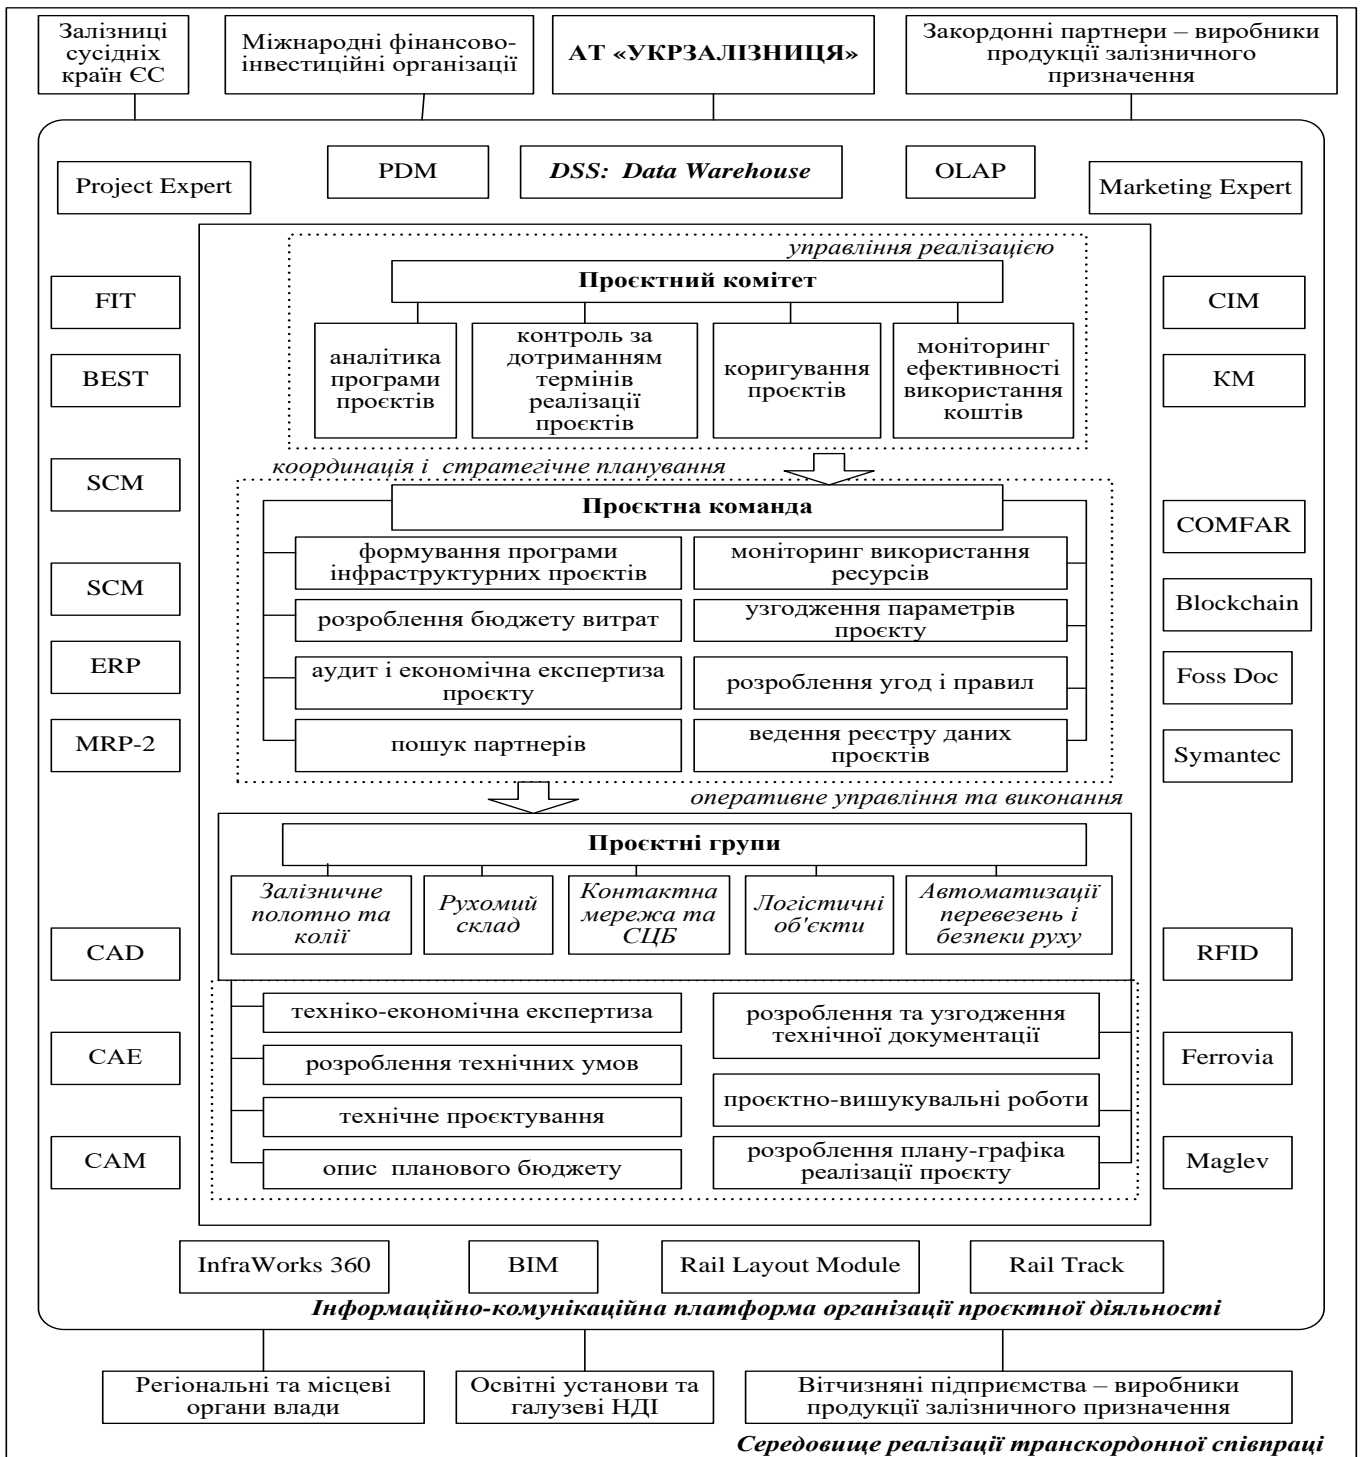 Залізниці
сусідніх
країн ЄС
Міжнародні фінансово-
інвестиційні організації
АТ «УКРЗАЛІЗНИЦЯ»
Закордонні партнери – виробники
продукції залізничного
призначення
Project Expert
PDM
DSS: Data Warehouse
OLAP
Marketing Expert
управління реалізацією
Проєктний комітет
аналітика
програми
проєктів
контроль за
дотриманням
термінів
реалізації
проєктів
коригування
проєктів
моніторинг
ефективності
використання
коштів
FIT
BEST
SCM
SCM
ERP
MRP-2
CAD
CAE
CAM
CIM
KM
COMFAR
Blockchain
Foss Doc
Symantec
RFID
Ferrovia
Maglev
координація і стратегічне планування
Проєктна команда
формування програми
інфраструктурних проєктів
розроблення бюджету витрат
аудит і економічна експертиза
проєкту
пошук партнерів
моніторинг використання
ресурсів
узгодження параметрів
проєкту
розроблення угод і правил
ведення реєстру даних
проєктів
оперативне управління та виконання
Проєктні групи
Залізничне
полотно та
колії
Рухомий
склад
Контактна
мережа та
СЦБ
Логістичні
об'єкти
Автоматизації
перевезень і
безпеки руху
техніко-економічна експертиза
розроблення технічних умов
технічне проєктування
опис планового бюджету
розроблення та узгодження
технічної документації
проєктно-вишукувальні роботи
розроблення плану-графіка
реалізації проєкту
InfraWorks 360
BIM
Rail Layout Module
Rail Track
Інформаційно-комунікаційна платформа організації проєктної діяльності
Регіональні та місцеві
органи влади
Освітні установи та
галузеві НДІ
Вітчизняні підприємства – виробники
продукції залізничного призначення
Середовище реалізації транскордонної співпраці